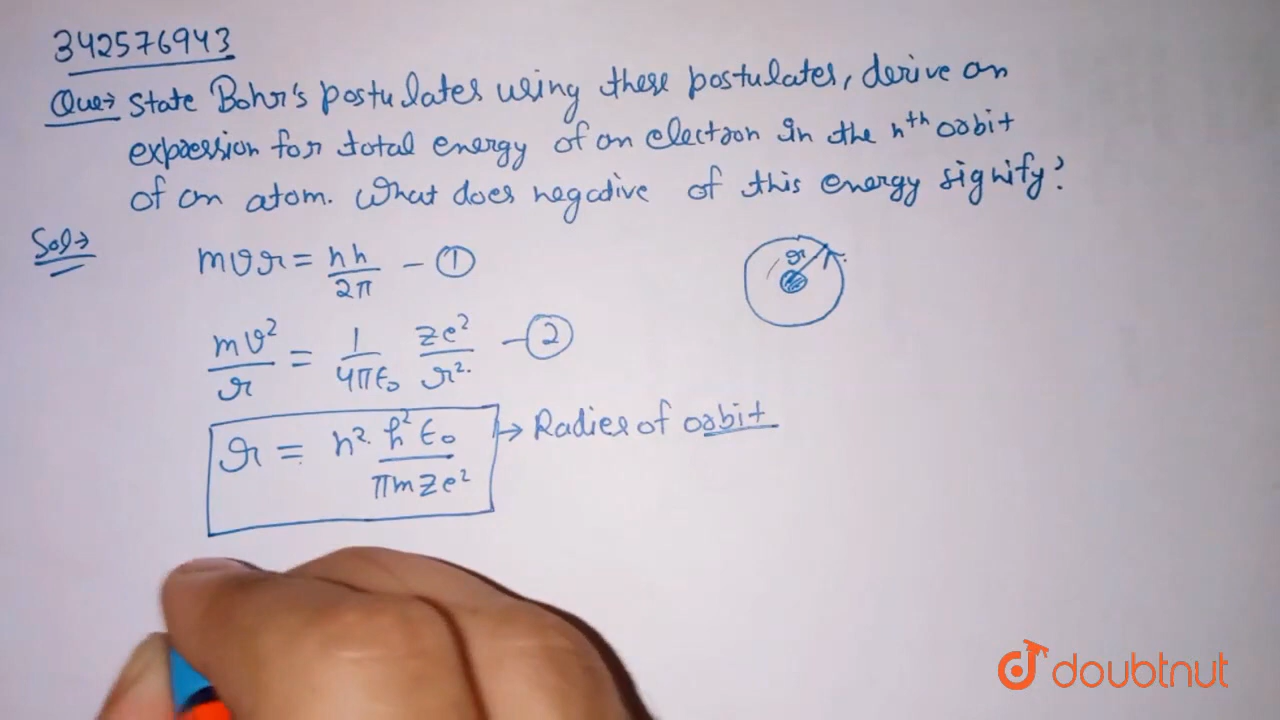 342576943
Que→ State Bohr's postulates using these postulates, derive an
expression for total energy of an electron in the nth orbit
of an atom. What does negative of this energy signify?
Sol→
mvr = nh/2π - ①
r
mv²/r = 1/4πε₀ ze²/r² - ②
r = n² h²ε₀/πmze² → Radies of orbit
doubtnut